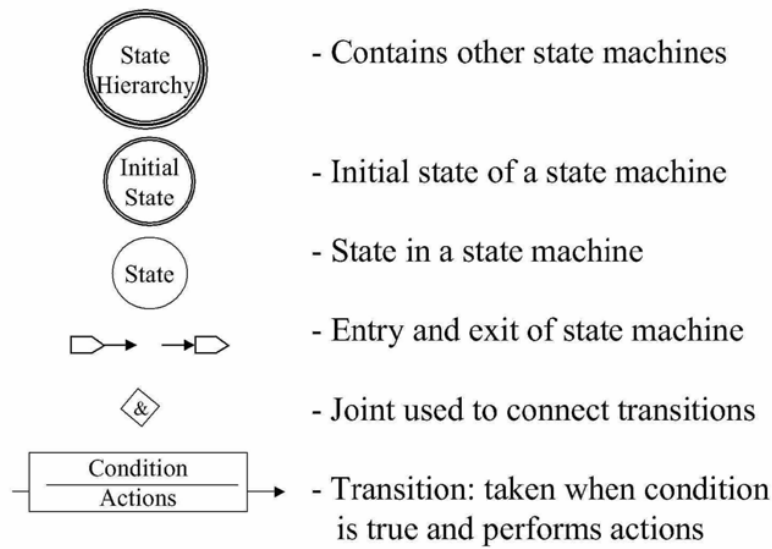 State
Hierarchy
- Contains other state machines
Initial
State
- Initial state of a state machine
State
- State in a state machine
- Entry and exit of state machine
&
- Joint used to connect transitions
Condition
Actions
- Transition: taken when condition
is true and performs actions